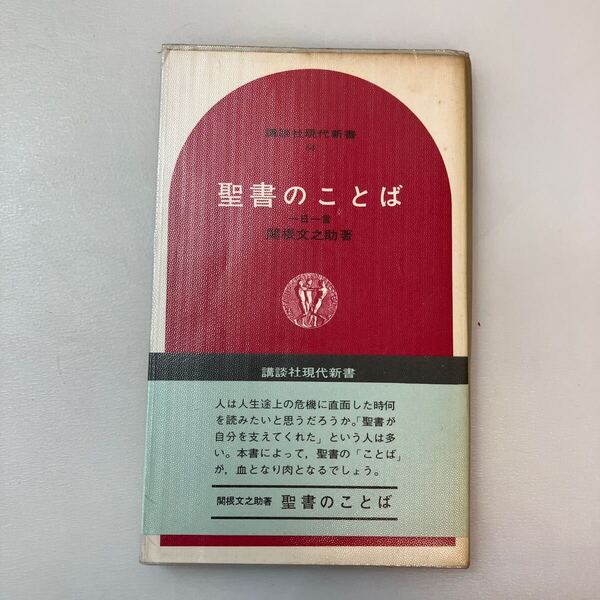 講談社現代新書
64
聖書のことば
一日一言
関根文之助著
講談社現代新書
人は人生途上の危機に直面した時何
を読みたいと思うだろうか。「聖書が
自分を支えてくれた」という人は多
い。本書によって，聖書の「ことば」
が，血となり肉となるでしょう。
関根文之助著 聖書のことば